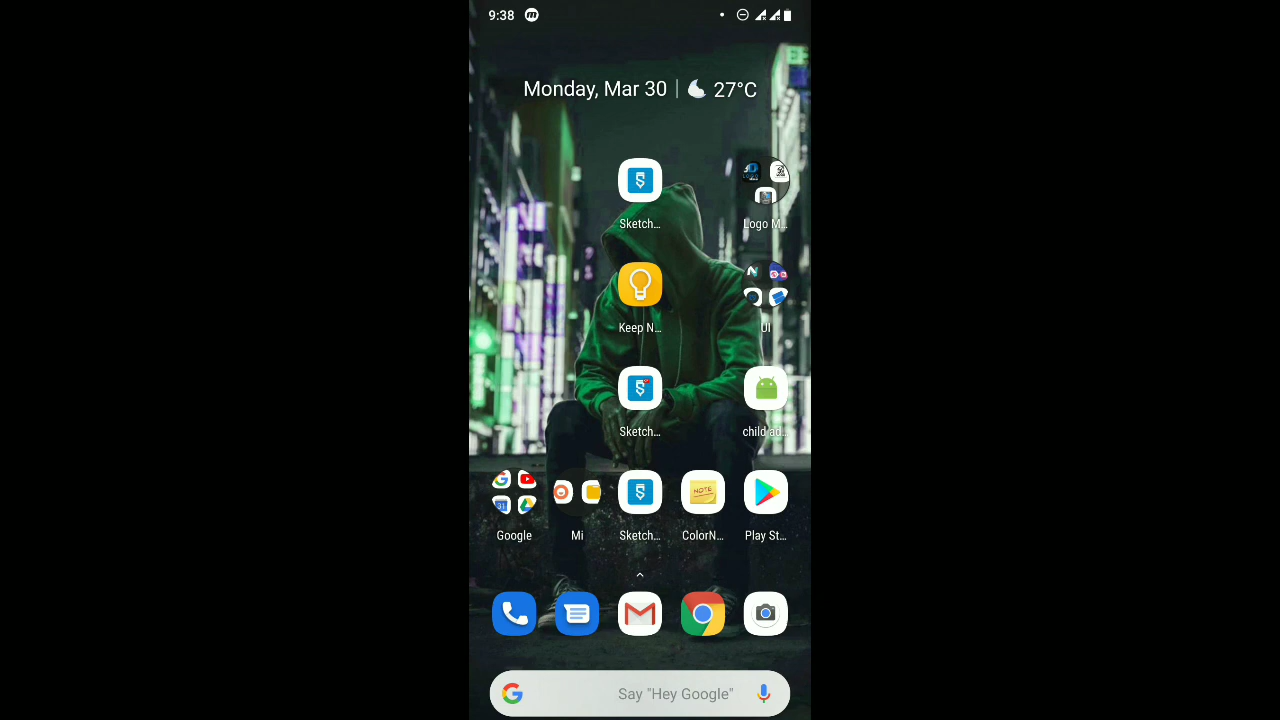 9:38
Monday, Mar 30 27°C
Sketch... Logo M...
Keep N... UI
Sketch... child ad...
Google Mi Sketch... ColorN... Play St...
Say "Hey Google"